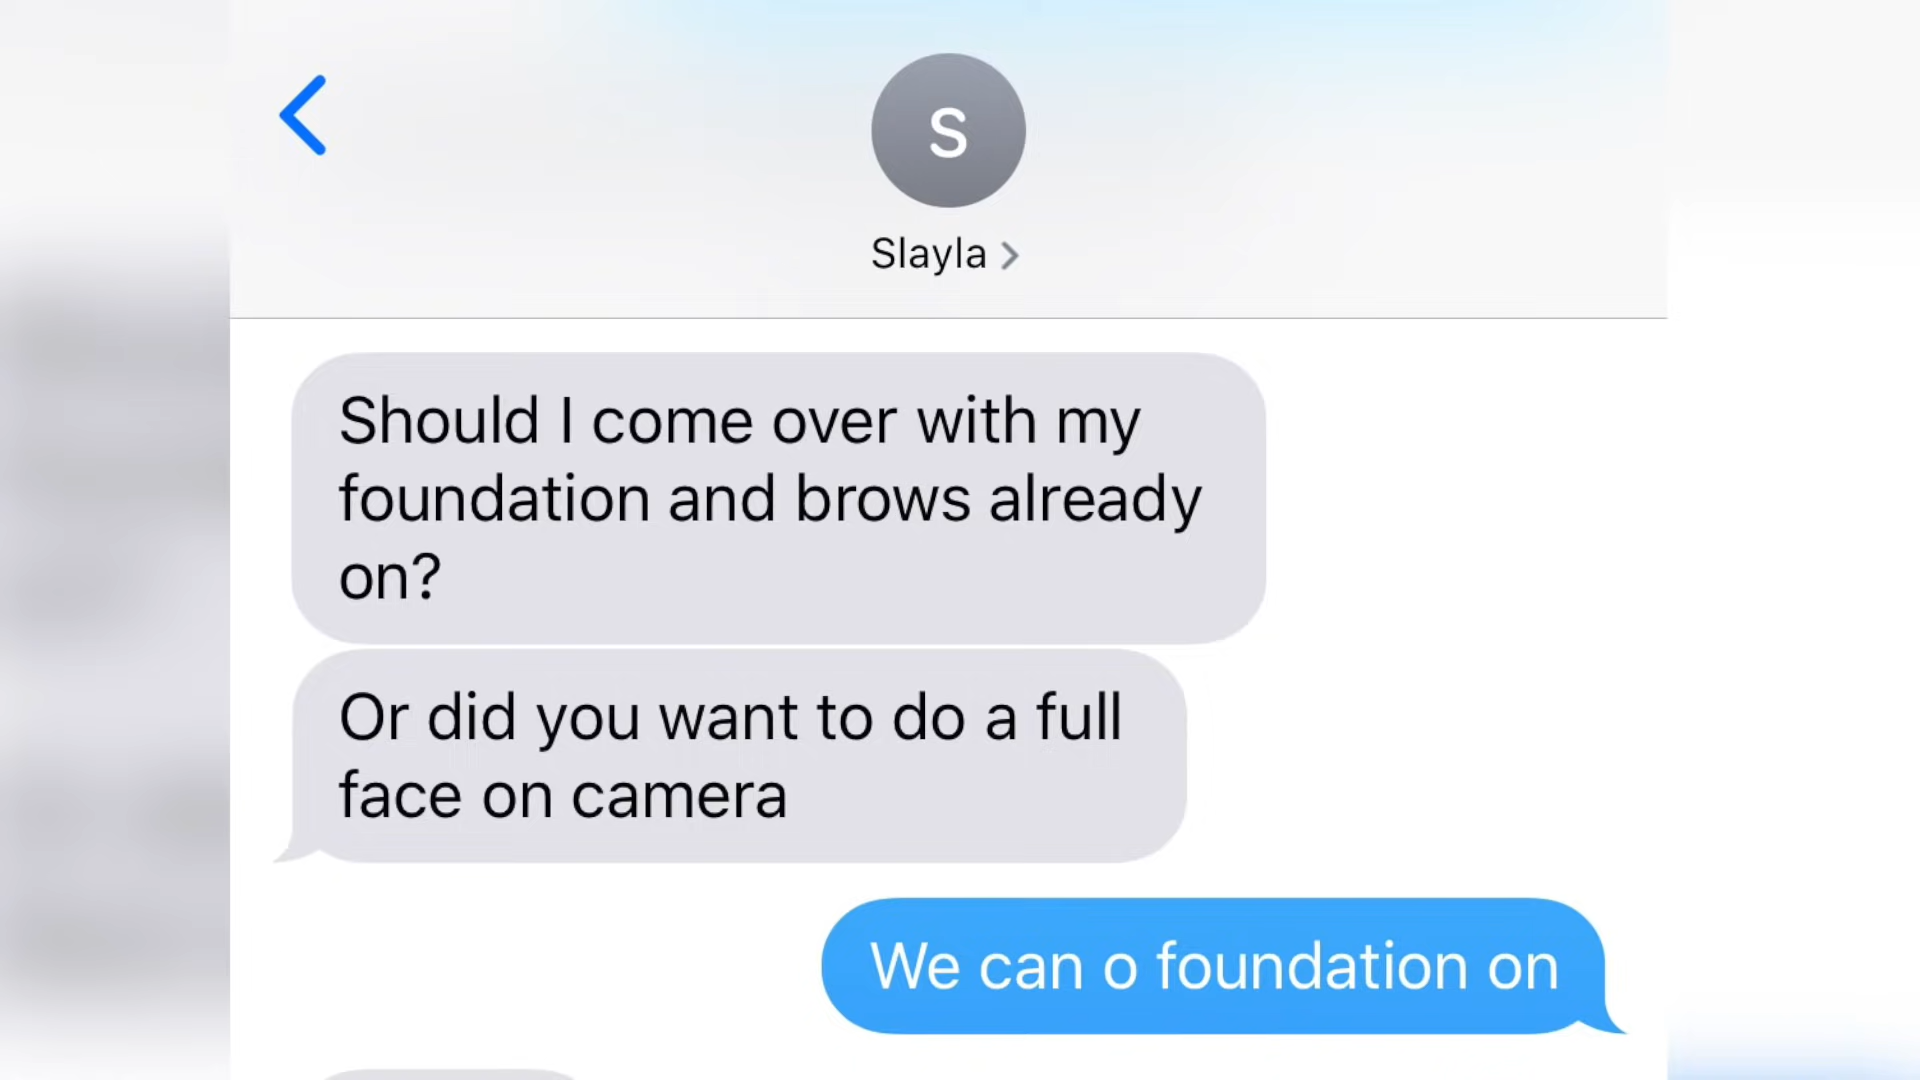 S
Slayla
Should I come over with my
foundation and brows already
on?
Or did you want to do a full
face on camera
We can o foundation on